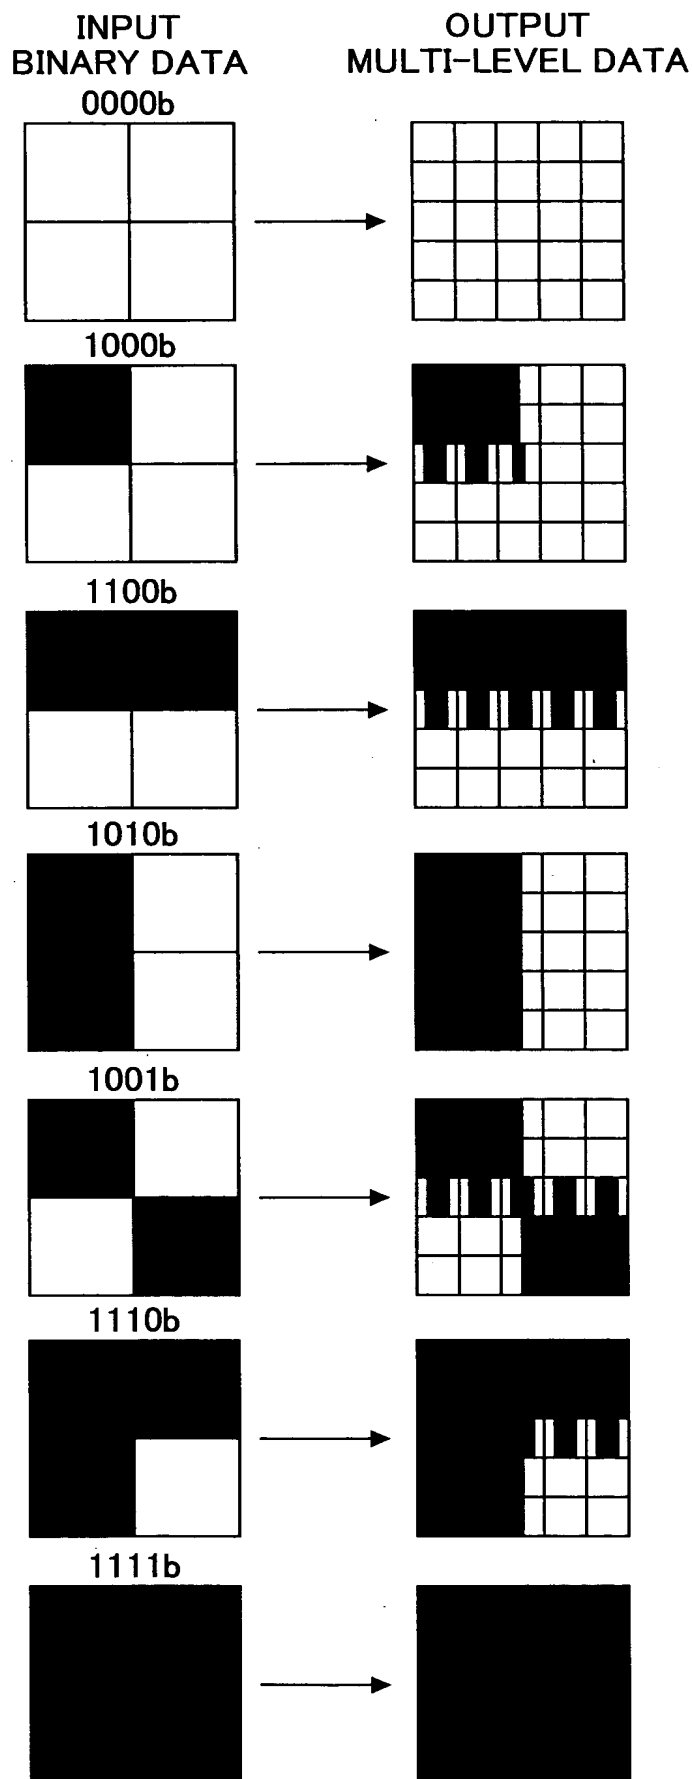 INPUT
BINARY DATA
OUTPUT
MULTI-LEVEL DATA
0000b
1000b
1100b
1010b
1001b
1110b
1111b